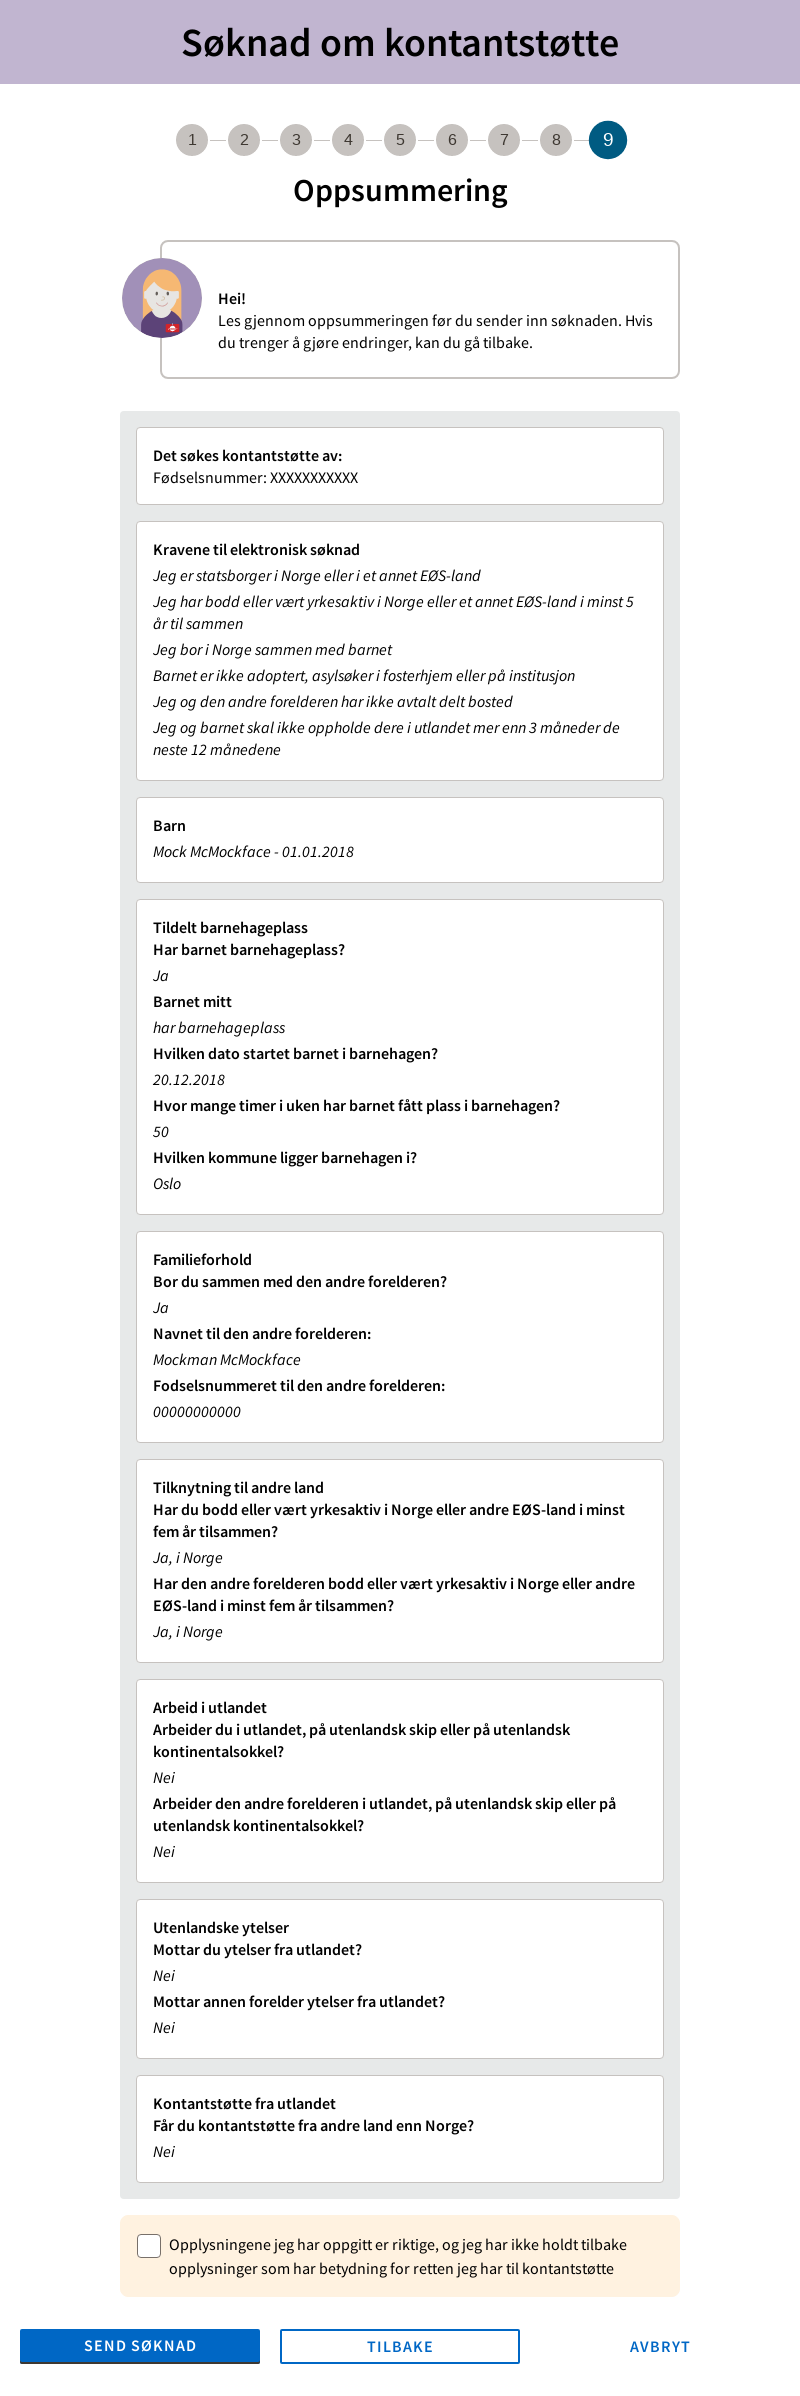 Søknad om kontantstøtte
1 2 3 4 5 6 7 8 9
Oppsummering
Hei!
Les gjennom oppsummeringen før du sender inn søknaden. Hvis
du trenger å gjøre endringer, kan du gå tilbake.
Det søkes kontantstøtte av:
Fødselsnummer: XXXXXXXXXXX
Kravene til elektronisk søknad
Jeg er statsborger i Norge eller i et annet EØS-land
Jeg har bodd eller vært yrkesaktiv i Norge eller et annet EØS-land i minst 5
år til sammen
Jeg bor i Norge sammen med barnet
Barnet er ikke adoptert, asylsøker i fosterhjem eller på institusjon
Jeg og den andre forelderen har ikke avtalt delt bosted
Jeg og barnet skal ikke oppholde dere i utlandet mer enn 3 måneder de
neste 12 månedene
Barn
Mock McMockface - 01.01.2018
Tildelt barnehageplass
Har barnet barnehageplass?
Ja
Barnet mitt
har barnehageplass
Hvilken dato startet barnet i barnehagen?
20.12.2018
Hvor mange timer i uken har barnet fått plass i barnehagen?
50
Hvilken kommune ligger barnehagen i?
Oslo
Familieforhold
Bor du sammen med den andre forelderen?
Ja
Navnet til den andre forelderen:
Mockman McMockface
Fodselsnummeret til den andre forelderen:
00000000000
Tilknytning til andre land
Har du bodd eller vært yrkesaktiv i Norge eller andre EØS-land i minst
fem år tilsammen?
Ja, i Norge
Har den andre forelderen bodd eller vært yrkesaktiv i Norge eller andre
EØS-land i minst fem år tilsammen?
Ja, i Norge
Arbeid i utlandet
Arbeider du i utlandet, på utenlandsk skip eller på utenlandsk
kontinentalsokkel?
Nei
Arbeider den andre forelderen i utlandet, på utenlandsk skip eller på
utenlandsk kontinentalsokkel?
Nei
Utenlandske ytelser
Mottar du ytelser fra utlandet?
Nei
Mottar annen forelder ytelser fra utlandet?
Nei
Kontantstøtte fra utlandet
Får du kontantstøtte fra andre land enn Norge?
Nei
Opplysningene jeg har oppgitt er riktige, og jeg har ikke holdt tilbake
opplysninger som har betydning for retten jeg har til kontantstøtte
SEND SØKNAD TILBAKE AVBRYT